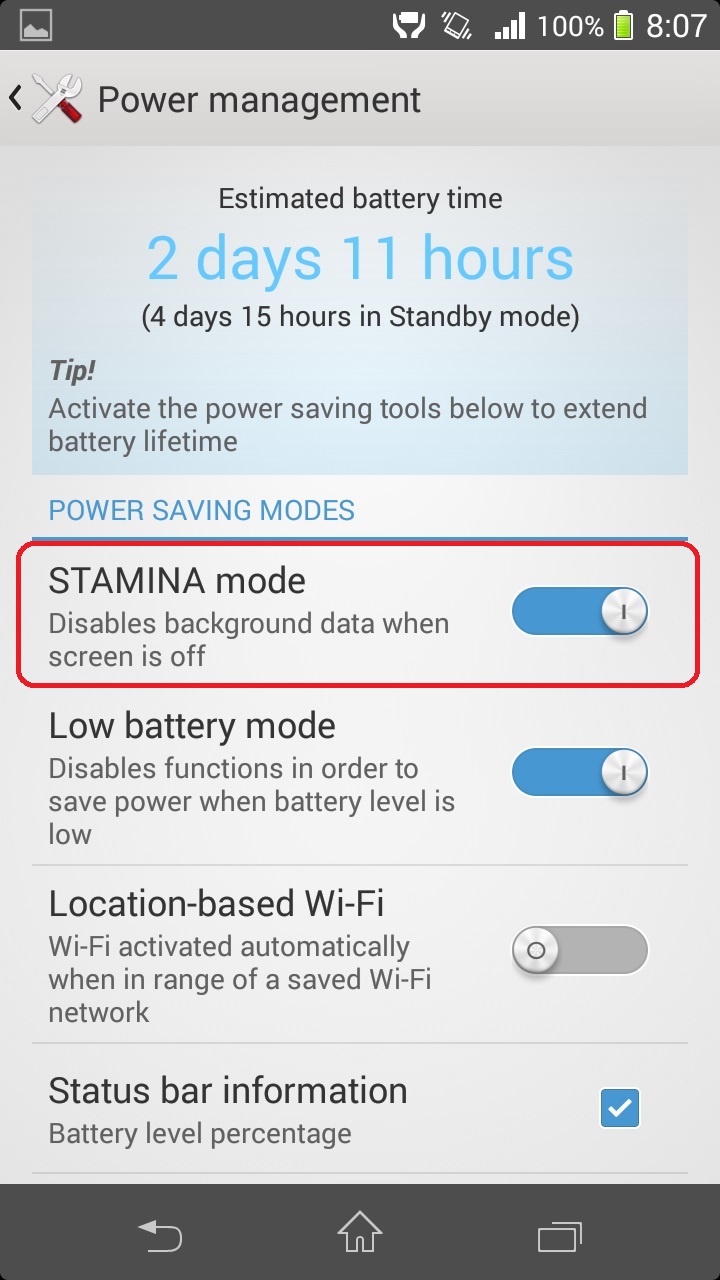 100% 8:07
Power management
Estimated battery time
2 days 11 hours
(4 days 15 hours in Standby mode)
Tip!
Activate the power saving tools below to extend
battery lifetime
POWER SAVING MODES
STAMINA mode
Disables background data when
screen is off
Low battery mode
Disables functions in order to
save power when battery level is
low
Location-based Wi-Fi
Wi-Fi activated automatically
when in range of a saved Wi-Fi
network
Status bar information
Battery level percentage